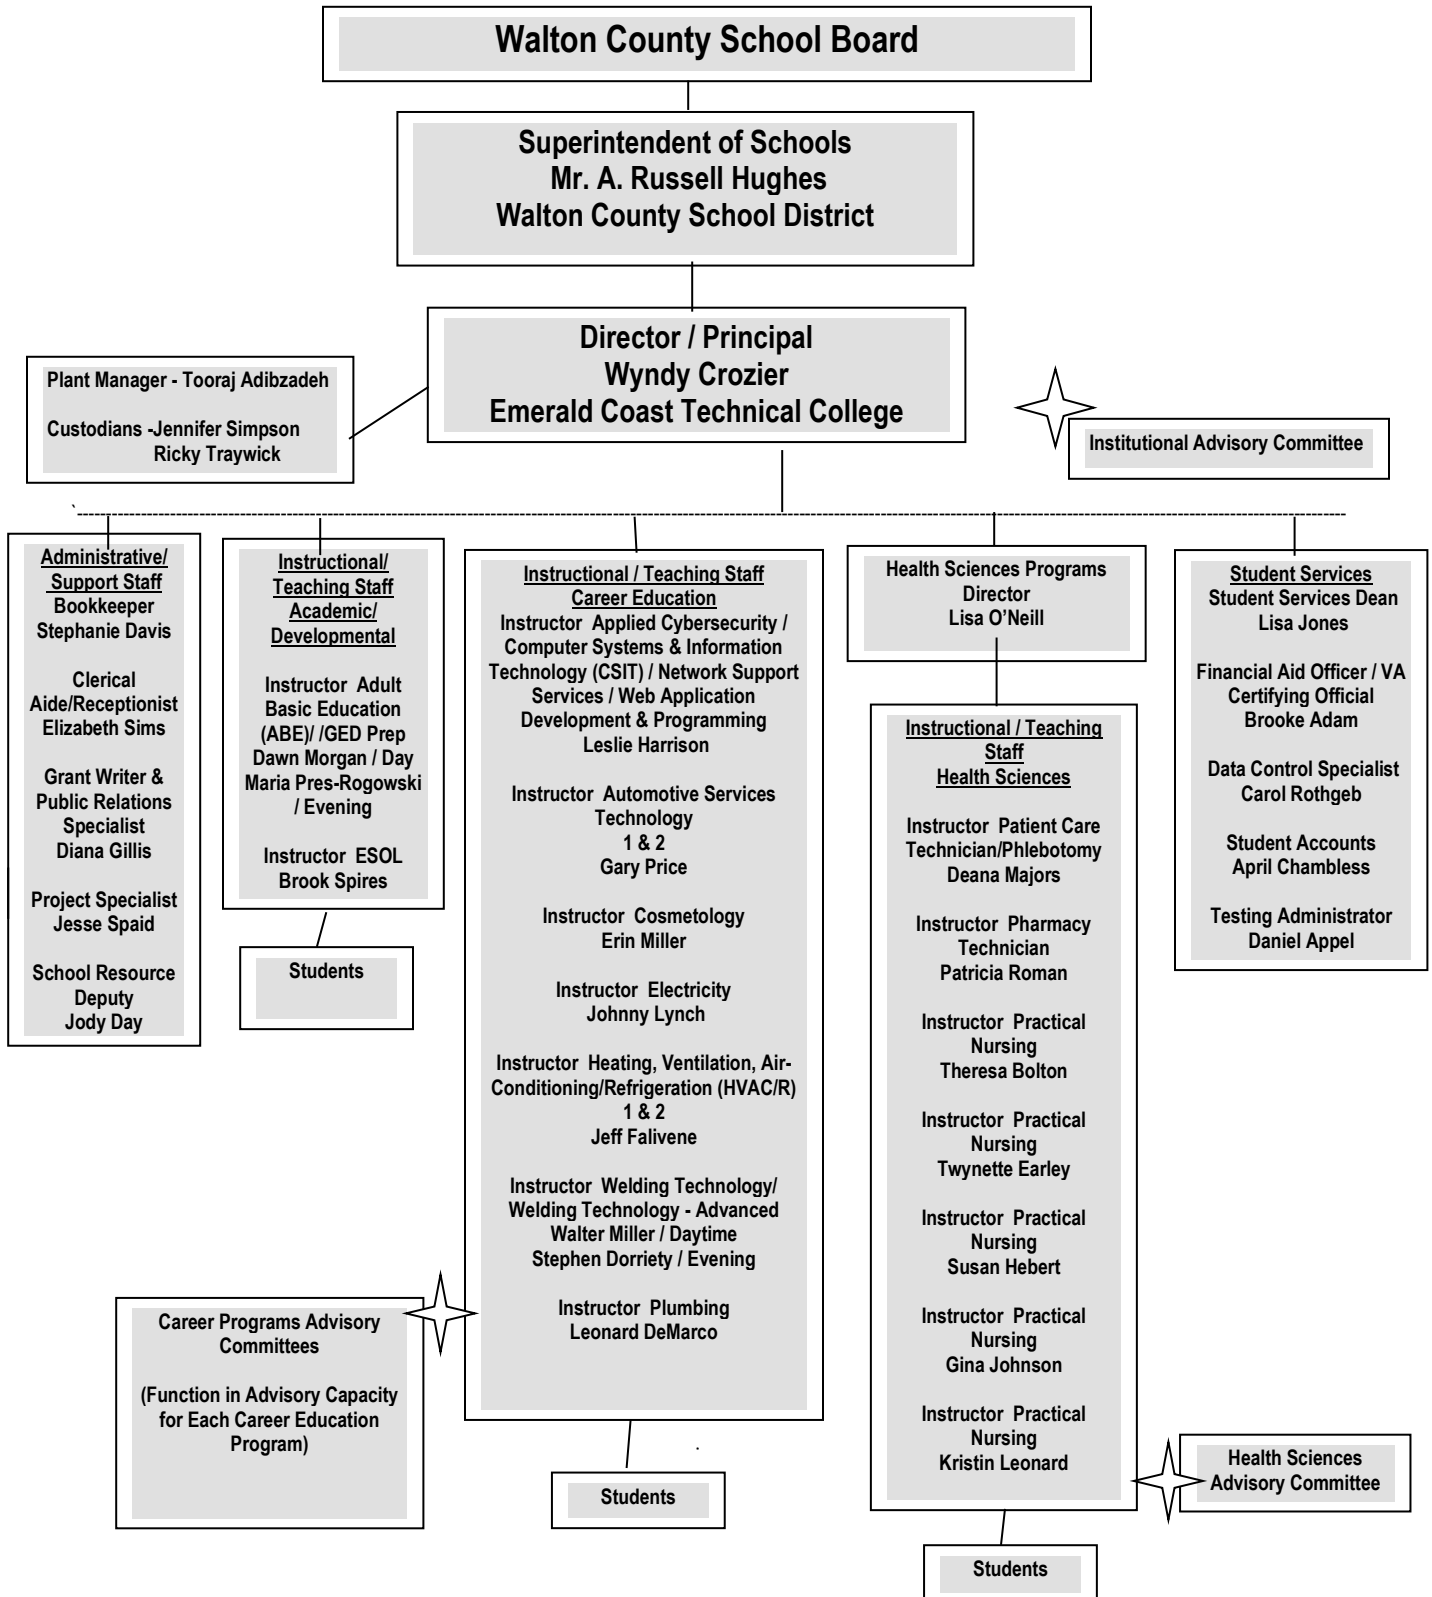 Walton County School Board
Superintendent of Schools
Mr. A. Russell Hughes
Walton County School District
Director / Principal
Wyndy Crozier
Emerald Coast Technical College
Plant Manager - Tooraj Adibzadeh
Custodians -Jennifer Simpson
Ricky Traywick
Institutional Advisory Committee
Administrative/
Support Staff
Bookkeeper
Stephanie Davis
Clerical
Aide/Receptionist
Elizabeth Sims
Grant Writer &
Public Relations
Specialist
Diana Gillis
Project Specialist
Jesse Spaid
School Resource
Deputy
Jody Day
Instructional/
Teaching Staff
Academic/
Developmental
Instructor Adult
Basic Education
(ABE)/ /GED Prep
Dawn Morgan / Day
Maria Pres-Rogowski
/ Evening
Instructor ESOL
Brook Spires
Students
Instructional / Teaching Staff
Career Education
Instructor Applied Cybersecurity /
Computer Systems & Information
Technology (CSIT) / Network Support
Services / Web Application
Development & Programming
Leslie Harrison
Instructor Automotive Services
Technology
1 & 2
Gary Price
Instructor Cosmetology
Erin Miller
Instructor Electricity
Johnny Lynch
Instructor Heating, Ventilation, Air-
Conditioning/Refrigeration (HVAC/R)
1 & 2
Jeff Falivene
Instructor Welding Technology/
Welding Technology - Advanced
Walter Miller / Daytime
Stephen Dorriety / Evening
Instructor Plumbing
Leonard DeMarco
Career Programs Advisory
Committees
(Function in Advisory Capacity
for Each Career Education
Program)
Students
Health Sciences Programs
Director
Lisa O'Neill
Instructional / Teaching
Staff
Health Sciences
Instructor Patient Care
Technician/Phlebotomy
Deana Majors
Instructor Pharmacy
Technician
Patricia Roman
Instructor Practical
Nursing
Theresa Bolton
Instructor Practical
Nursing
Twynette Earley
Instructor Practical
Nursing
Susan Hebert
Instructor Practical
Nursing
Gina Johnson
Instructor Practical
Nursing
Kristin Leonard
Health Sciences
Advisory Committee
Students
Student Services
Student Services Dean
Lisa Jones
Financial Aid Officer / VA
Certifying Official
Brooke Adam
Data Control Specialist
Carol Rothgeb
Student Accounts
April Chambless
Testing Administrator
Daniel Appel